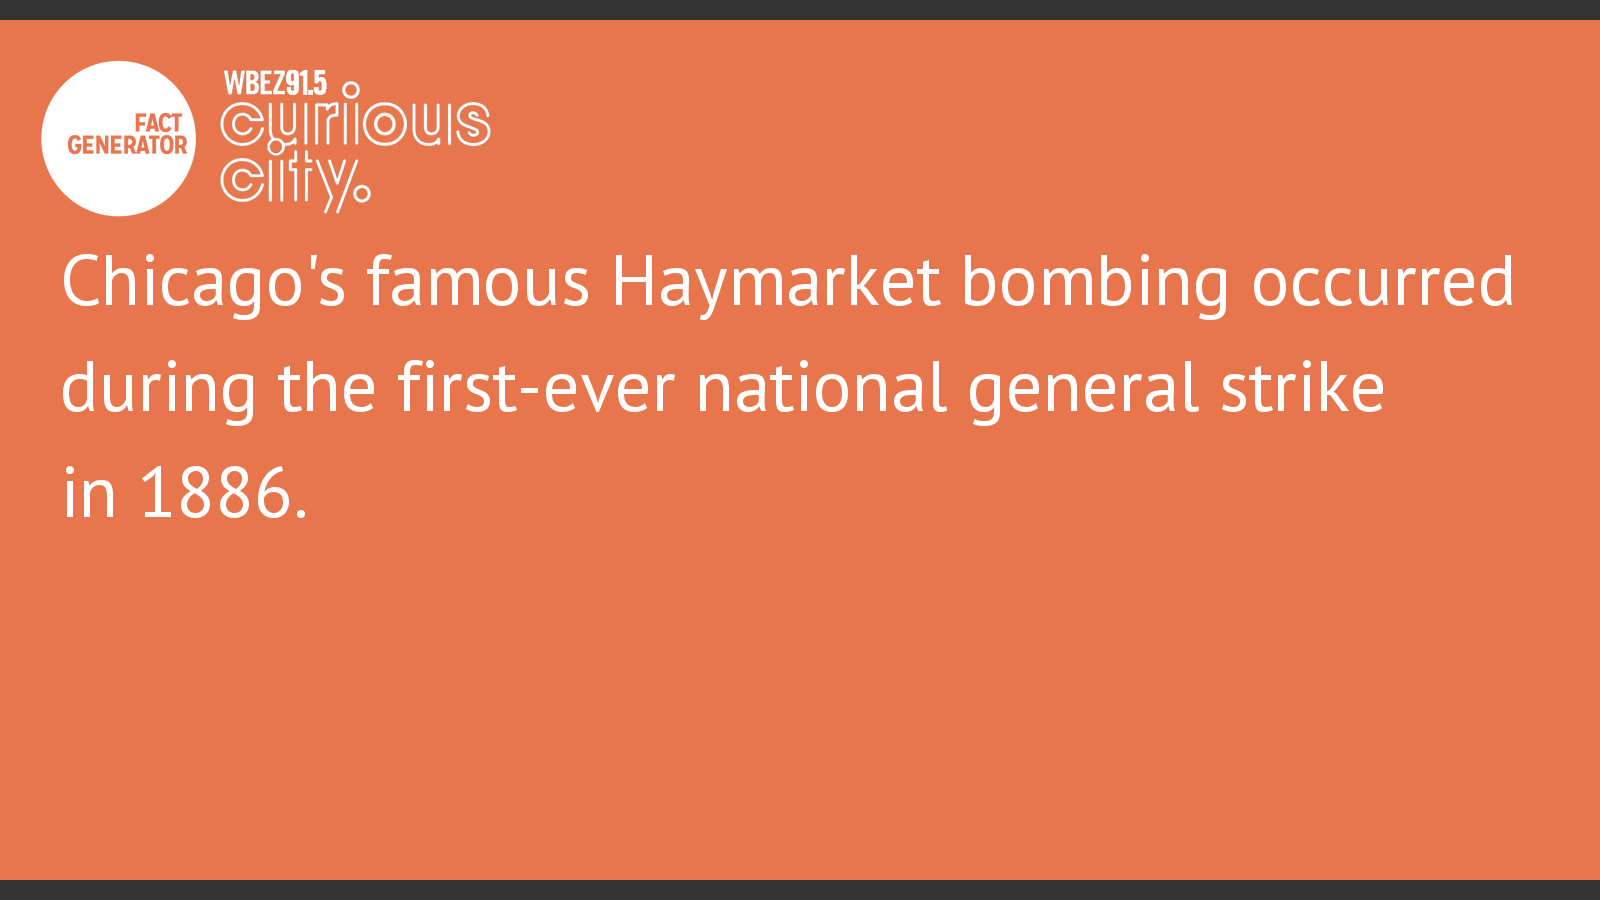 FACT
GENERATOR
WBEZ91.5
curious
city.
Chicago's famous Haymarket bombing occurred
during the first-ever national general strike
in 1886.